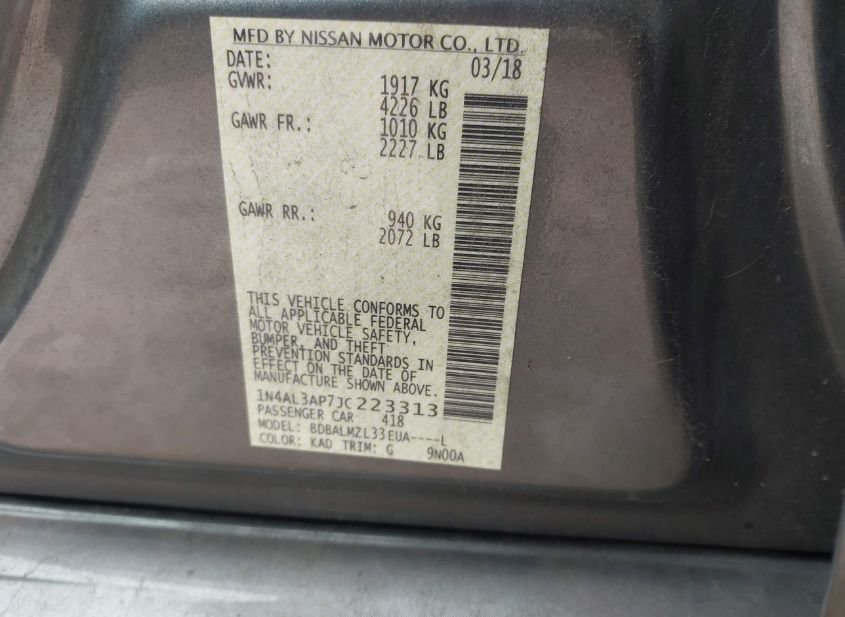 MFD BY NISSAN MOTOR CO., LTD.
DATE: 03/18
GVWR: 1917 KG
4226 LB
GAWR FR.: 1010 KG
2227 LB
GAWR RR.: 940 KG
2072 LB
THIS VEHICLE CONFORMS TO
ALL APPLICABLE FEDERAL
MOTOR VEHICLE SAFETY,
BUMPER, AND THEFT
PREVENTION STANDARDS IN
EFFECT ON THE DATE OF
MANUFACTURE SHOWN ABOVE.
1N4AL3AP7JC223313
PASSENGER CAR 418
MODEL: BDBALMZL33EUA----L
COLOR: KAD TRIM: G 9N00A